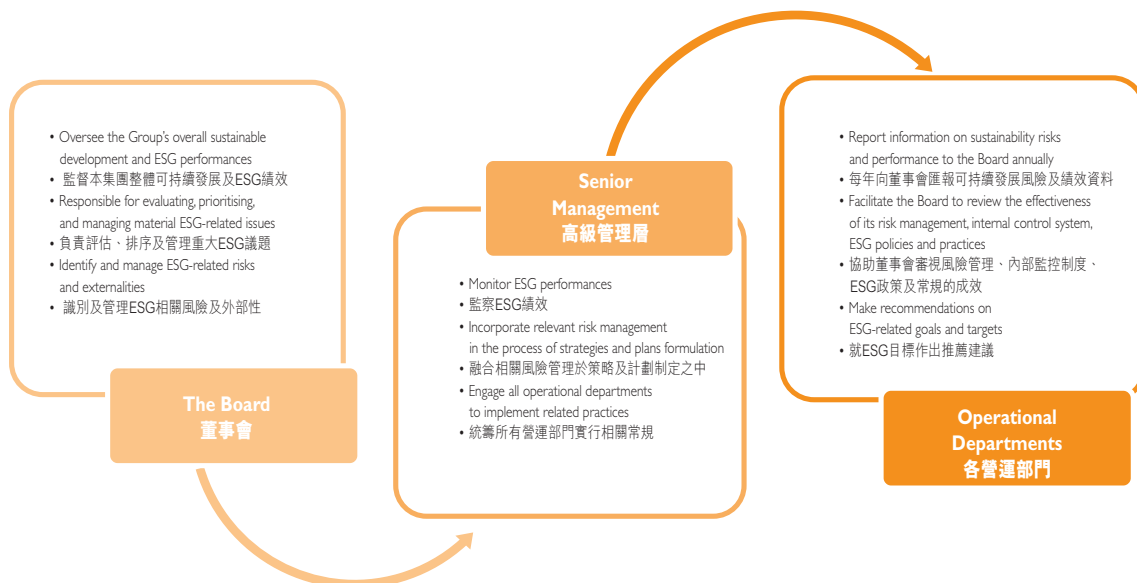 • Oversee the Group's overall sustainable
development and ESG performances
• 監督本集團整體可持續發展及ESG績效
• Responsible for evaluating, prioritising,
and managing material ESG-related issues
• 負責評估、排序及管理重大ESG議題
• Identify and manage ESG-related risks
and externalities
• 識別及管理ESG相關風險及外部性
The Board
董事會
Senior
Management
高級管理層
• Monitor ESG performances
• 監察ESG績效
• Incorporate relevant risk management
in the process of strategies and plans formulation
• 融合相關風險管理於策略及計劃制定之中
• Engage all operational departments
to implement related practices
• 統籌所有營運部門實行相關常規
• Report information on sustainability risks
and performance to the Board annually
• 每年向董事會匯報可持續發展風險及績效資料
• Facilitate the Board to review the effectiveness
of its risk management, internal control system,
ESG policies and practices
• 協助董事會審視風險管理、內部監控制度、
ESG政策及常規的成效
• Make recommendations on
ESG-related goals and targets
• 就ESG目標作出推薦建議
Operational
Departments
各營運部門